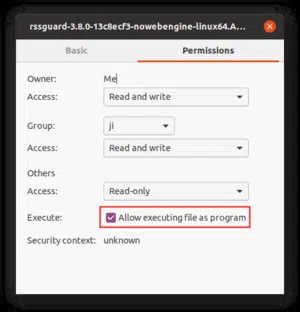 rssguard-3.8.0-13c8ecf3-nowebengine-linux64.A...
Basic Permissions
Owner: Me
Access: Read and write
Group: ji
Access: Read and write
Others
Access: Read-only
Execute: Allow executing file as program
Security context: unknown